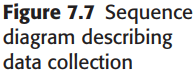 Figure 7.7 Sequence
diagram describing
data collection